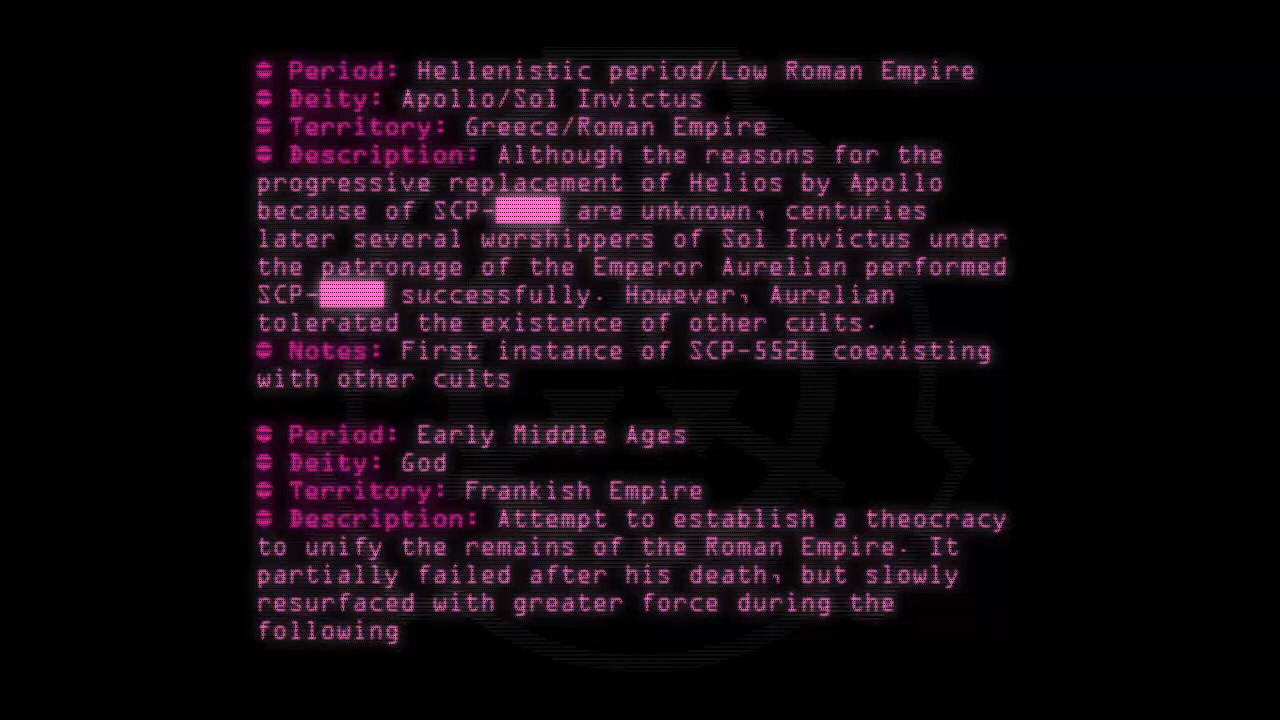 Period: Hellenistic period/Low Roman Empire
Deity: Apollo/Sol Invictus
Territory: Greece/Roman Empire
Description: Although the reasons for the
progressive replacement of Helios by Apollo
because of SCP-████ are unknown, centuries
later several worshippers of Sol Invictus under
the patronage of the Emperor Aurelian performed
SCP-████ successfully. However, Aurelian
tolerated the existence of other cults.
Notes: First instance of SCP-5526 coexisting
with other cults
Period: Early Middle Ages
Deity: God
Territory: Frankish Empire
Description: Attempt to establish a theocracy
to unify the remains of the Roman Empire. It
partially failed after his death, but slowly
resurfaced with greater force during the
following